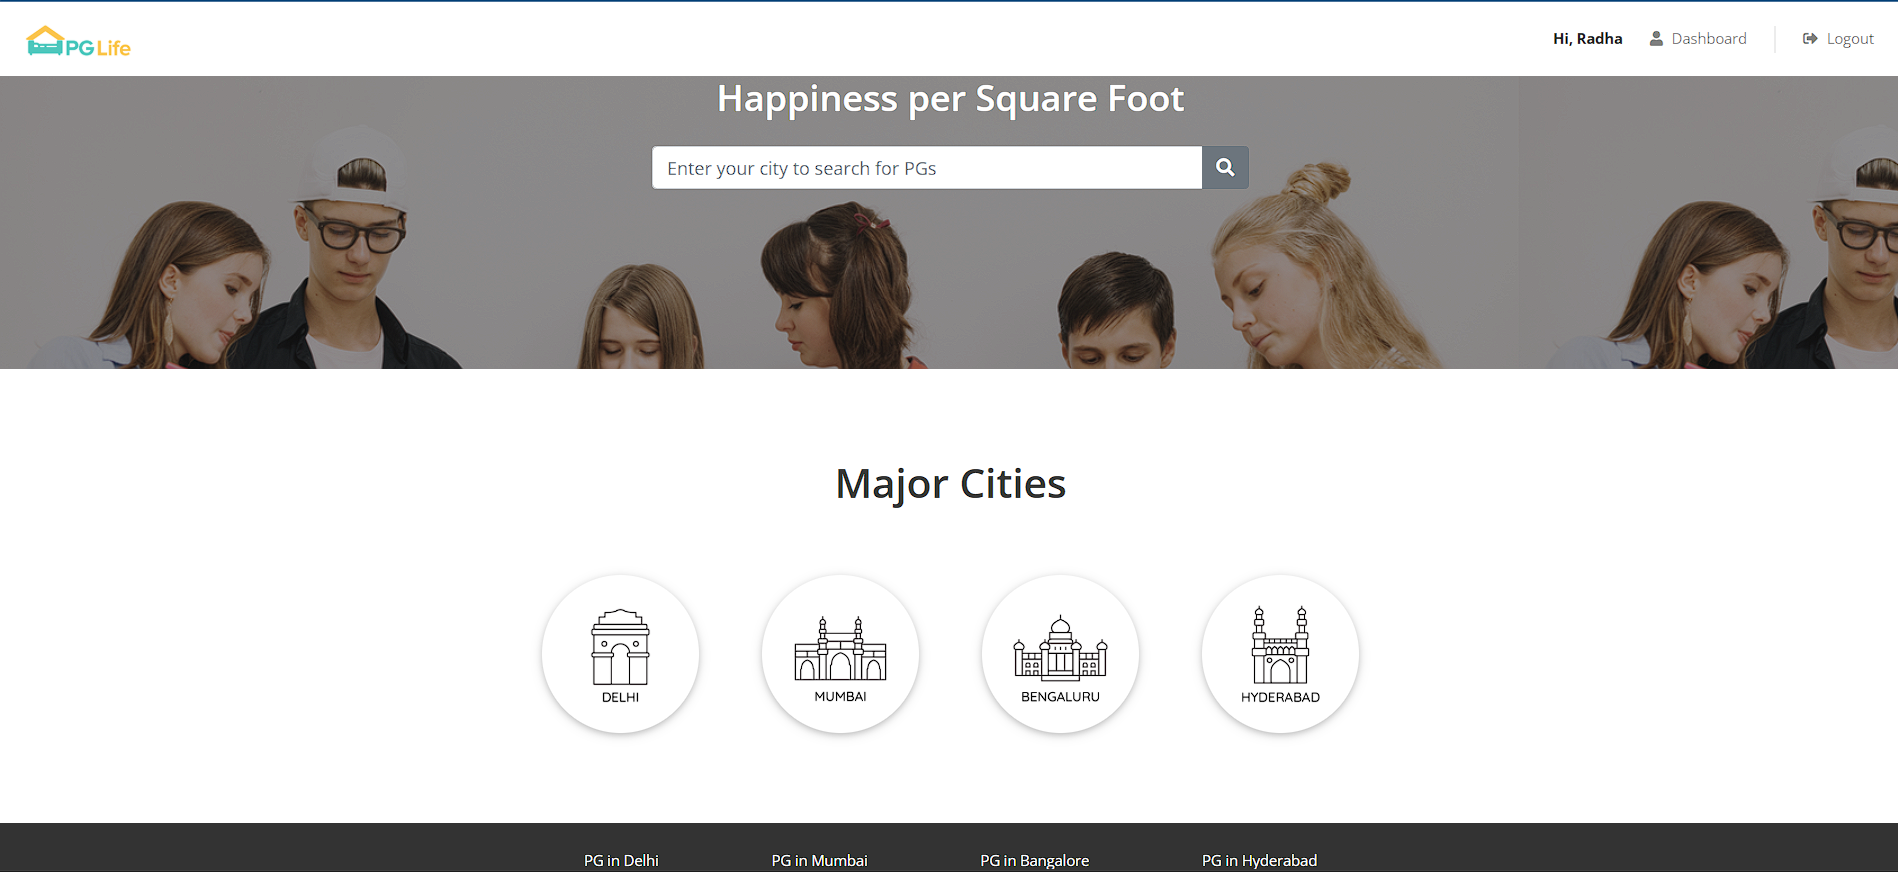 PG Life
Hi, Radha Dashboard Logout
Happiness per Square Foot
Enter your city to search for PGs
Major Cities
DELHI MUMBAI BENGALURU HYDERABAD
PG in Delhi PG in Mumbai PG in Bangalore PG in Hyderabad